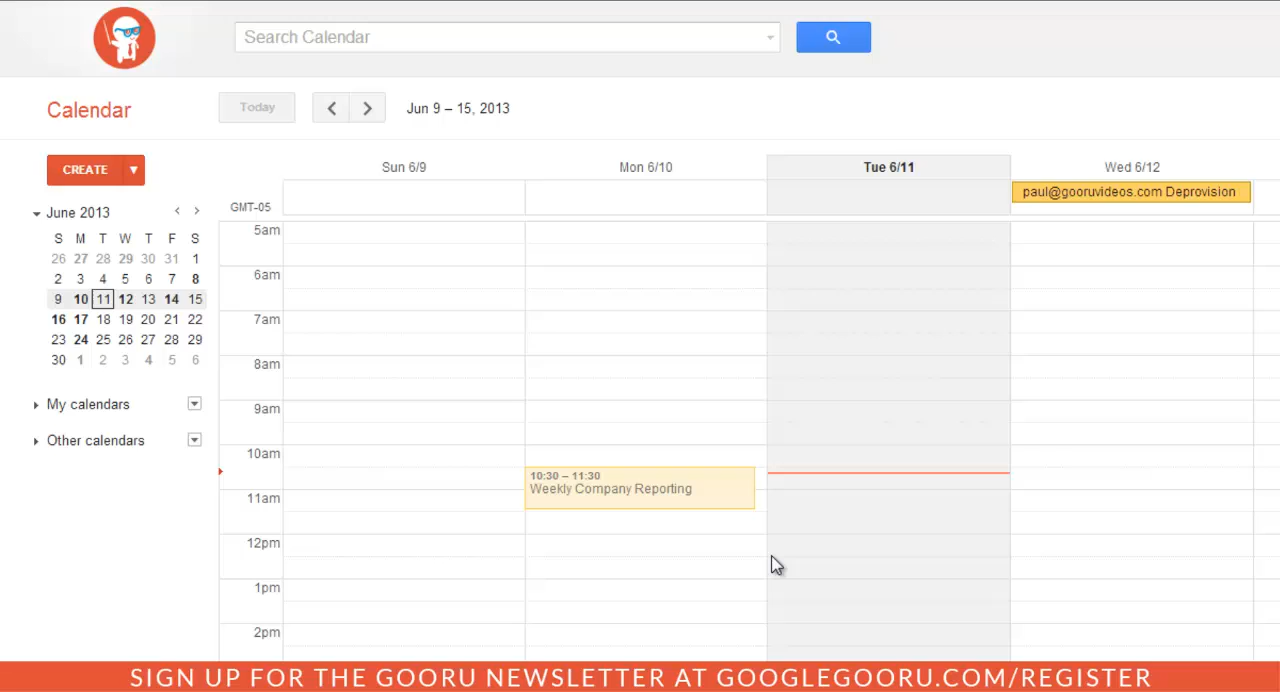 Search Calendar
Calendar
Today
Jun 9 – 15, 2013
CREATE
Sun 6/9
Mon 6/10
Tue 6/11
Wed 6/12
GMT-05
paul@gooruvideos.com Deprovision
June 2013
S M T W T F S
26 27 28 29 30 31 1
2 3 4 5 6 7 8
9 10 11 12 13 14 15
16 17 18 19 20 21 22
23 24 25 26 27 28 29
30 1 2 3 4 5 6
My calendars
Other calendars
5am
6am
7am
8am
9am
10am
10:30 – 11:30
Weekly Company Reporting
11am
12pm
1pm
2pm
SIGN UP FOR THE GOORU NEWSLETTER AT GOOGLEGOORU.COM/REGISTER